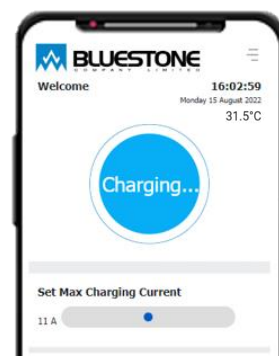 BLUESTONE
COMPANY LIMITED
Welcome
16:02:59
Monday 15 August 2022
31.5°C
Charging...
Set Max Charging Current
11 A